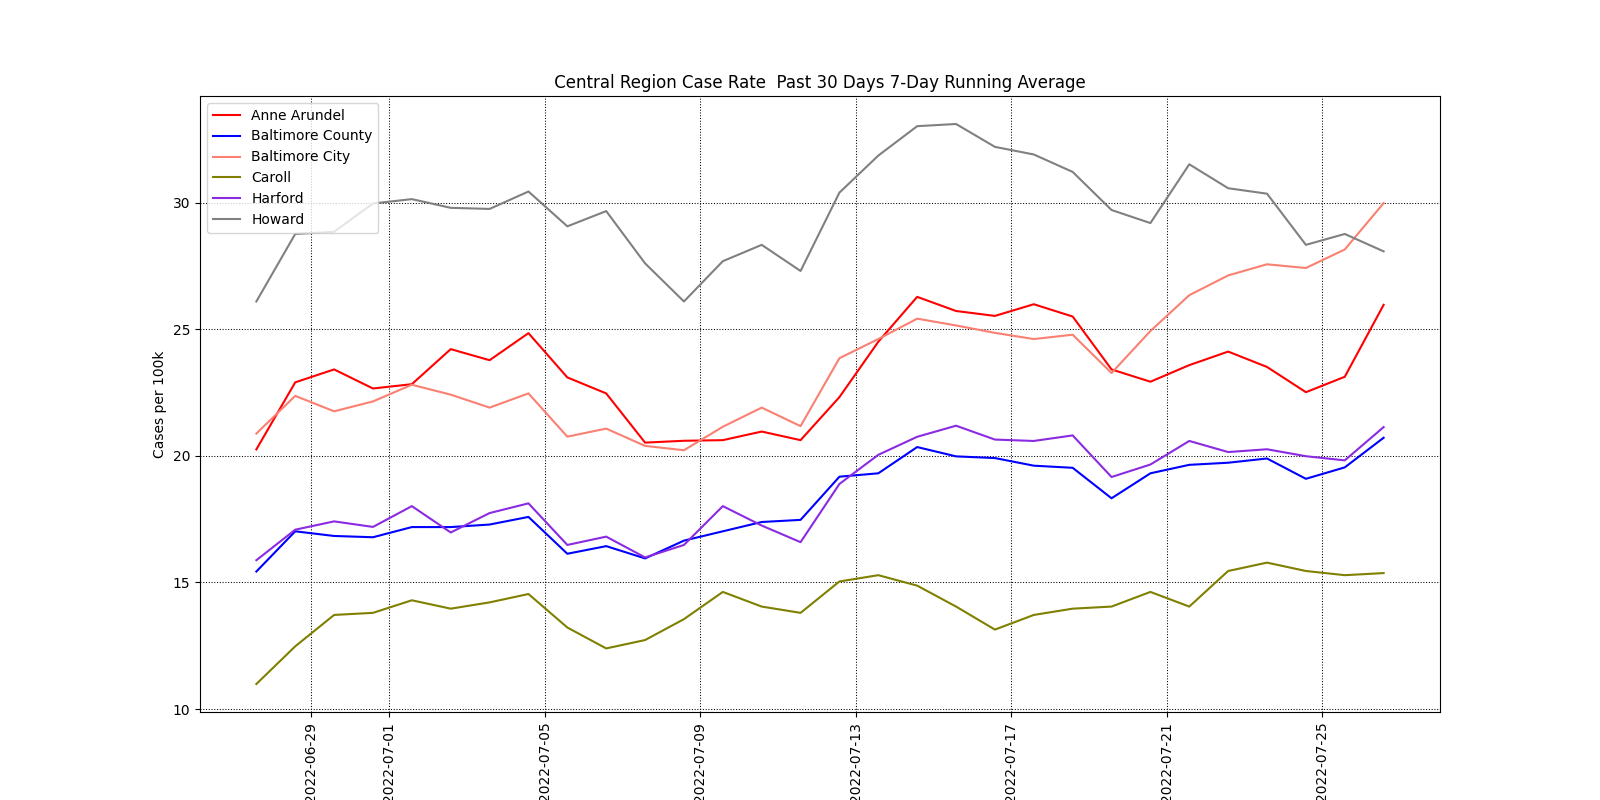 Central Region Case Rate  Past 30 Days 7-Day Running Average
Anne Arundel
Baltimore County
Baltimore City
Caroll
Harford
Howard
Cases per 100k
30
25
20
15
10
2022-06-29
2022-07-01
2022-07-05
2022-07-09
2022-07-13
2022-07-17
2022-07-21
2022-07-25